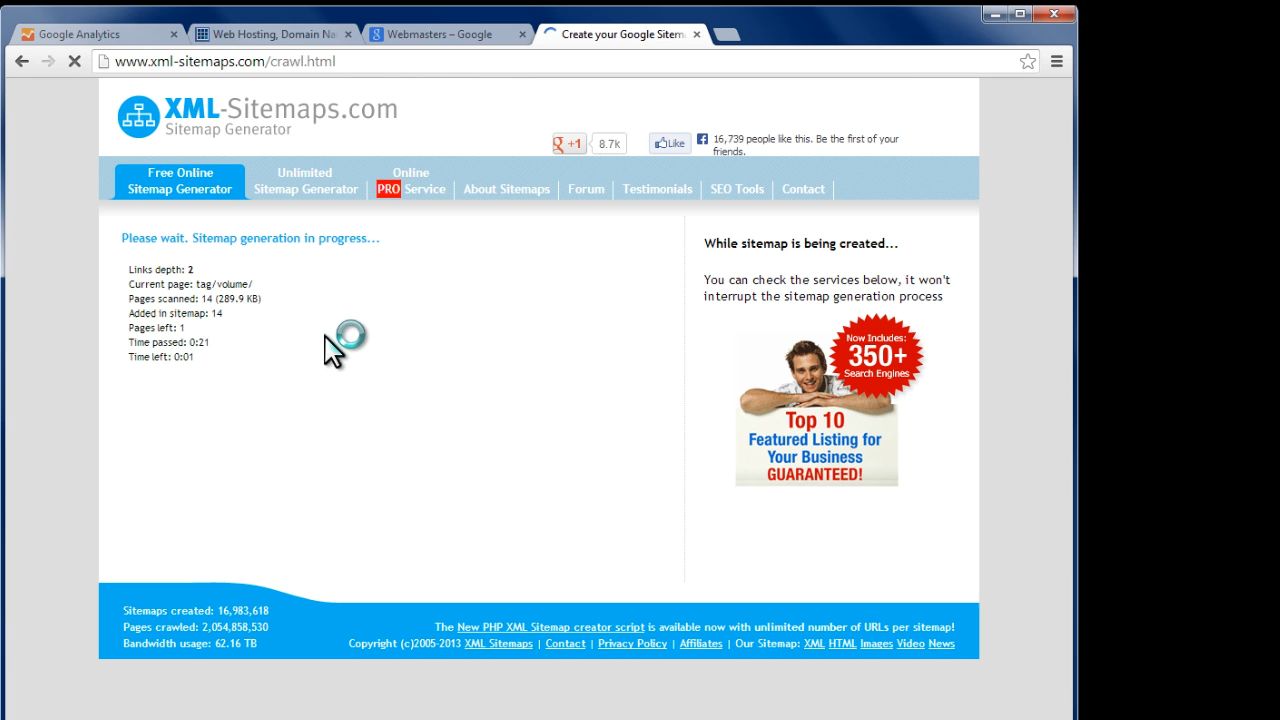 Google Analytics
Web Hosting, Domain Na
Webmasters – Google
Create your Google Sitem
www.xml-sitemaps.com/crawl.html
XML-Sitemaps.com
Sitemap Generator
+1
8.7k
Like
16,739 people like this. Be the first of your
friends.
Free Online
Sitemap Generator
Unlimited
Sitemap Generator
Online
PRO Service
About Sitemaps
Forum
Testimonials
SEO Tools
Contact
Please wait. Sitemap generation in progress...
Links depth: 2
Current page: tag/volume/
Pages scanned: 14 (289.9 KB)
Added in sitemap: 14
Pages left: 1
Time passed: 0:21
Time left: 0:01
While sitemap is being created...
You can check the services below, it won't
interrupt the sitemap generation process
Now Includes:
350+
Search Engines
Top 10
Featured Listing for
Your Business
GUARANTEED!
Sitemaps created: 16,983,618
Pages crawled: 2,054,858,530
Bandwidth usage: 62.16 TB
The New PHP XML Sitemap creator script is available now with unlimited number of URLs per sitemap!
Copyright (c)2005-2013 XML Sitemaps | Contact | Privacy Policy | Affiliates | Our Sitemap: XML HTML Images Video News